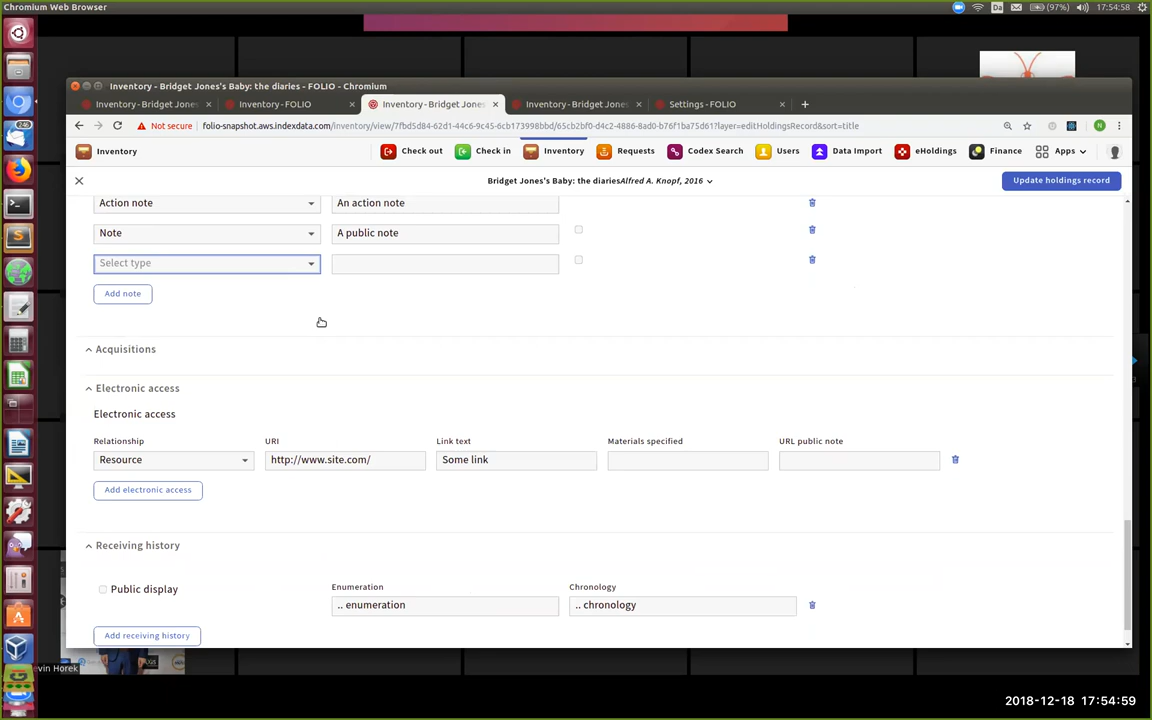 Chromium Web Browser
Da (97%) 17:54:58
Inventory - Bridget Jones's Baby: the diaries - FOLIO - Chromium
Inventory - Bridget Jones × Inventory - FOLIO × Inventory - Bridget Jones × Inventory - Bridget Jones × Settings - FOLIO × +
Not secure folio-snapshot.aws.indexdata.com/inventory/view/7fbd5d84-62d1-44c6-9c45-6cb173998bbd/65cb2bf0-d4c2-4886-8ad0-b76f1ba75d61?layer=editHoldingsRecord&sort=title N
Inventory Check out Check in Inventory Requests Codex Search Users Data Import eHoldings Finance Apps
Bridget Jones's Baby: the diariesAlfred A. Knopf, 2016 Update holdings record
Action note An action note
Note A public note
Select type
Add note
Acquisitions
Electronic access
Electronic access
Relationship URI Link text Materials specified URL public note
Resource http://www.site.com/ Some link
Add electronic access
Receiving history
Public display Enumeration Chronology
.. enumeration .. chronology
Add receiving history
Horek
2018-12-18 17:54:59